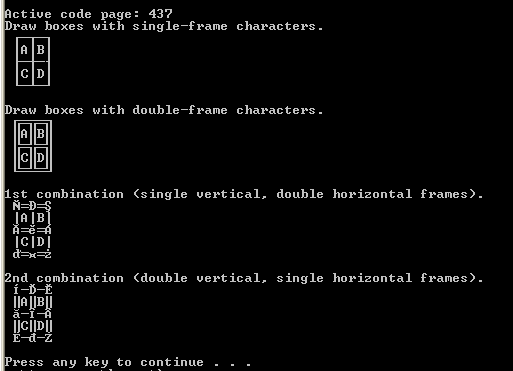 Active code page: 437
Draw boxes with single-frame characters.
┌─┬─┐
│A│B│
├─┼─┤
│C│D│
└─┴─┘
Draw boxes with double-frame characters.
╔═╦═╗
║A║B║
╠═╬═╣
║C║D║
╚═╩═╝
1st combination (single vertical, double horizontal frames).
Ň═Đ═Ş
│A│B│
Ă═ě═Á
│C│D│
ď═¤═ż
2nd combination (double vertical, single horizontal frames).
Í─Ď─Ě
║A║B║
ă─Î─Â
║C║D║
Ë─đ─Ż
Press any key to continue . . .